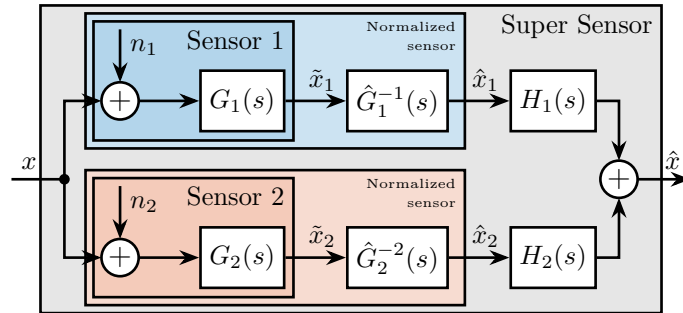 Super Sensor
Sensor 1
Normalized
sensor
n₁
+
G₁(s)
x̃₁
Ĝ₁⁻¹(s)
x̂₁
H₁(s)
x
+
x̂
Sensor 2
Normalized
sensor
n₂
+
G₂(s)
x̃₂
Ĝ₂⁻²(s)
x̂₂
H₂(s)